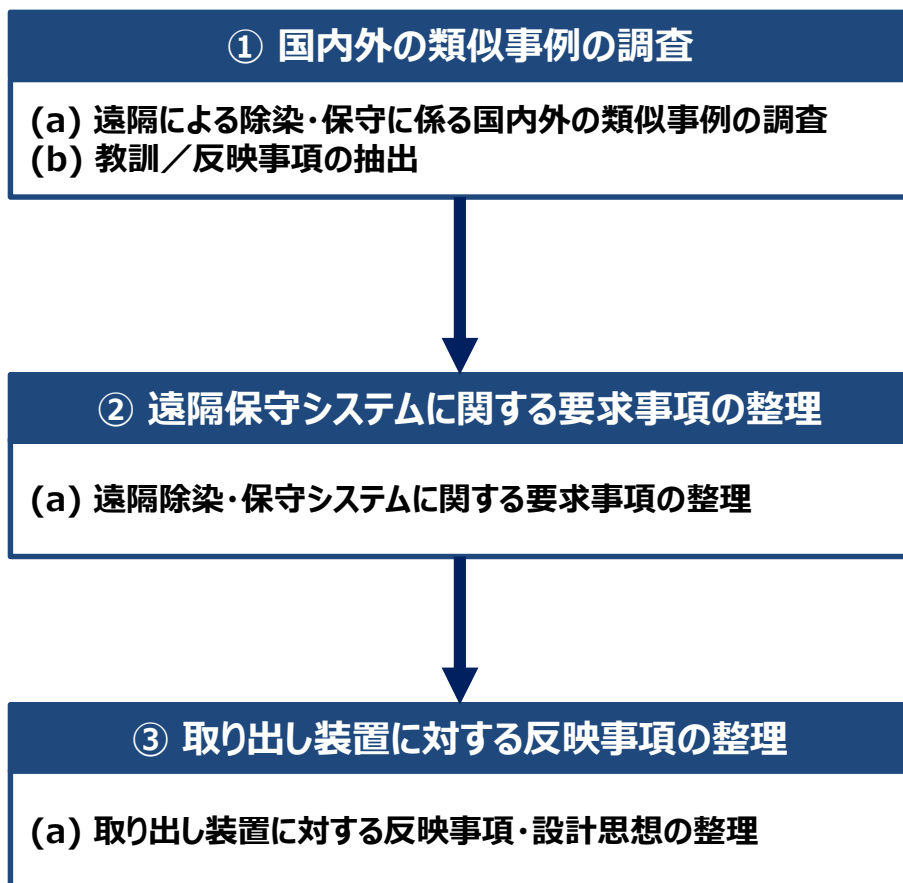 ① 国内外の類似事例の調査
(a) 遠隔による除染・保守に係る国内外の類似事例の調査
(b) 教訓／反映事項の抽出
② 遠隔保守システムに関する要求事項の整理
(a) 遠隔除染・保守システムに関する要求事項の整理
③ 取り出し装置に対する反映事項の整理
(a) 取り出し装置に対する反映事項・設計思想の整理